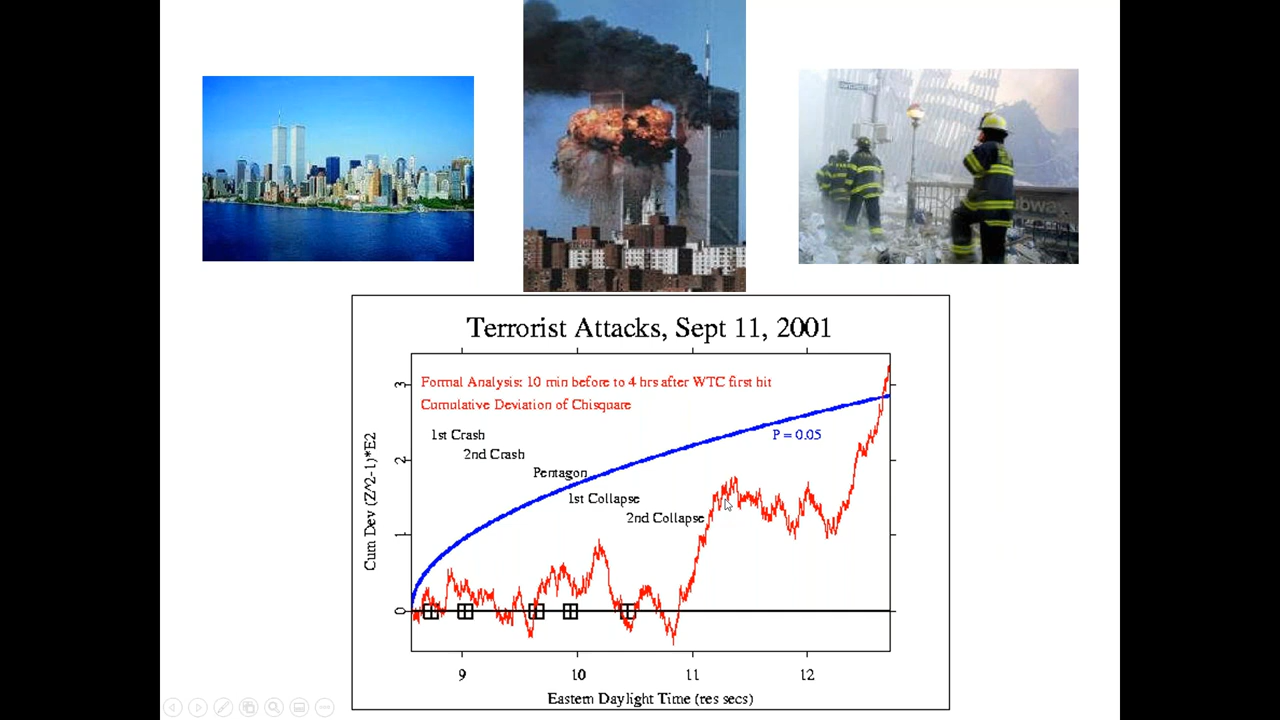 Subway
Terrorist Attacks, Sept 11, 2001
Formal Analysis: 10 min before to 4 hrs after WTC first hit
Cumulative Deviation of Chisquare
1st Crash
P = 0.05
2nd Crash
Pentagon
1st Collapse
2nd Collapse
Cum Dev (Z^2-1)*E2
3
2
1
0
9 10 11 12
Eastern Daylight Time (res secs)